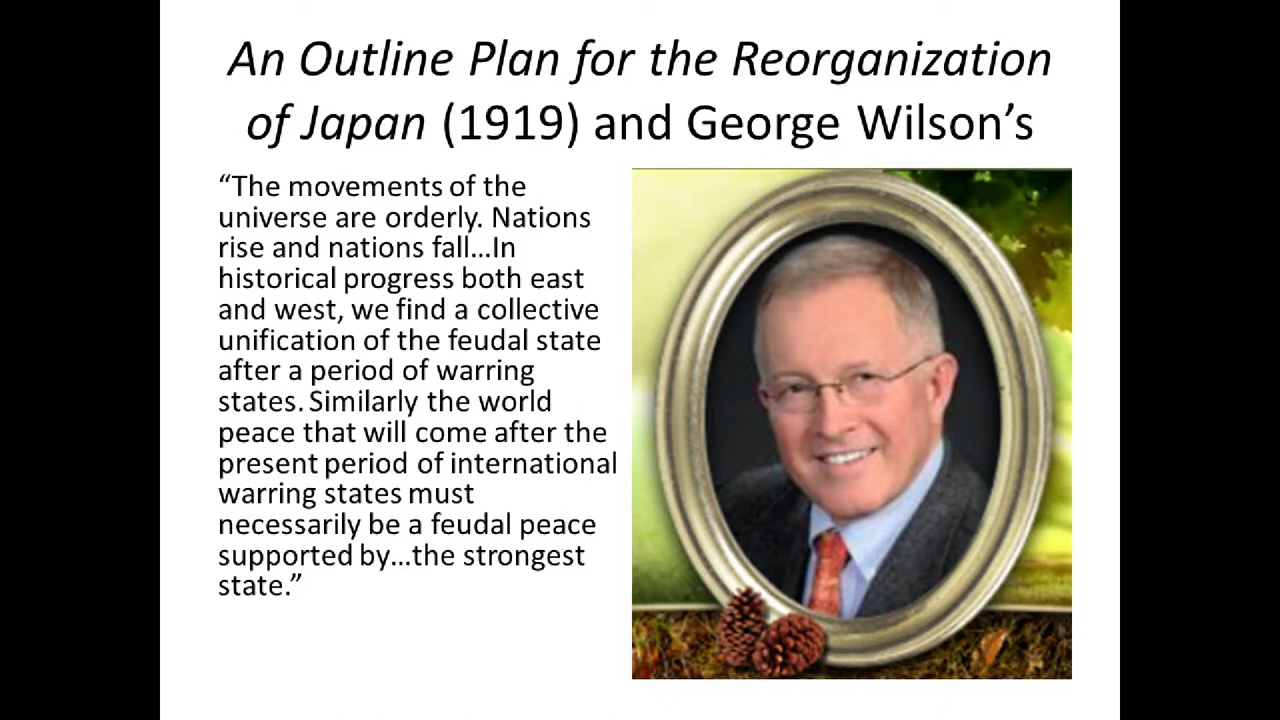 An Outline Plan for the Reorganization
of Japan (1919) and George Wilson’s
“The movements of the
universe are orderly. Nations
rise and nations fall…In
historical progress both east
and west, we find a collective
unification of the feudal state
after a period of warring
states. Similarly the world
peace that will come after the
present period of international
warring states must
necessarily be a feudal peace
supported by…the strongest
state.”